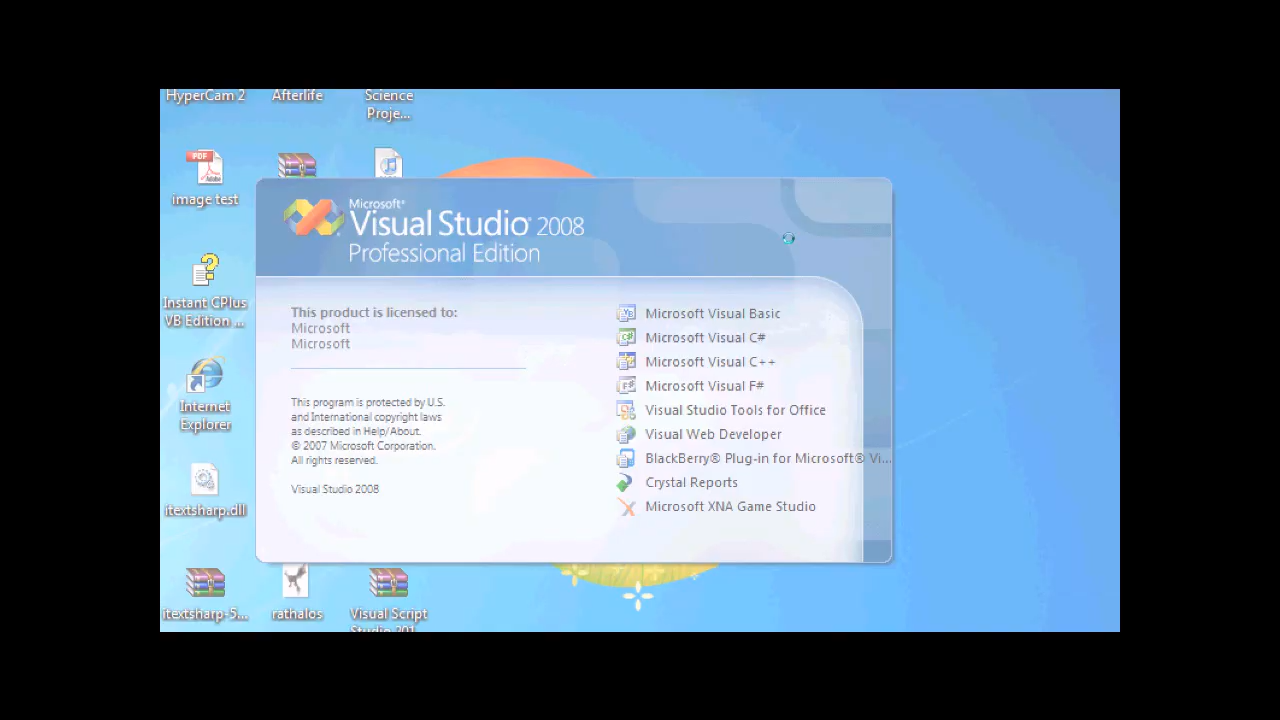 HyperCam 2
Afterlife
Science
Proje...
image test
Instant CPlus
VB Edition ...
Internet
Explorer
itextsharp.dll
itextsharp-5...
rathalos
Visual Script
Studio 201
Microsoft®
Visual Studio® 2008
Professional Edition
This product is licensed to:
Microsoft
Microsoft
This program is protected by U.S.
and International copyright laws
as described in Help/About.
© 2007 Microsoft Corporation.
All rights reserved.
Visual Studio 2008
Microsoft Visual Basic
Microsoft Visual C#
Microsoft Visual C++
Microsoft Visual F#
Visual Studio Tools for Office
Visual Web Developer
BlackBerry® Plug-in for Microsoft® Vi...
Crystal Reports
Microsoft XNA Game Studio